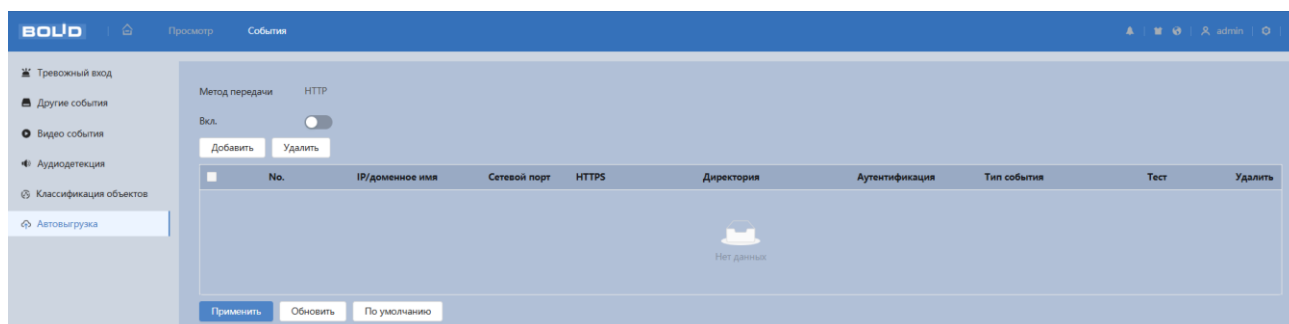 BOLID Просмотр События admin
Тревожный вход
Другие события
Видео события
Аудиодетекция
Классификация объектов
Автовыгрузка
Метод передачи HTTP
Вкл.
Добавить Удалить
No. IP/доменное имя Сетевой порт HTTPS Директория Аутентификация Тип события Тест Удалить
Нет данных
Применить Обновить По умолчанию